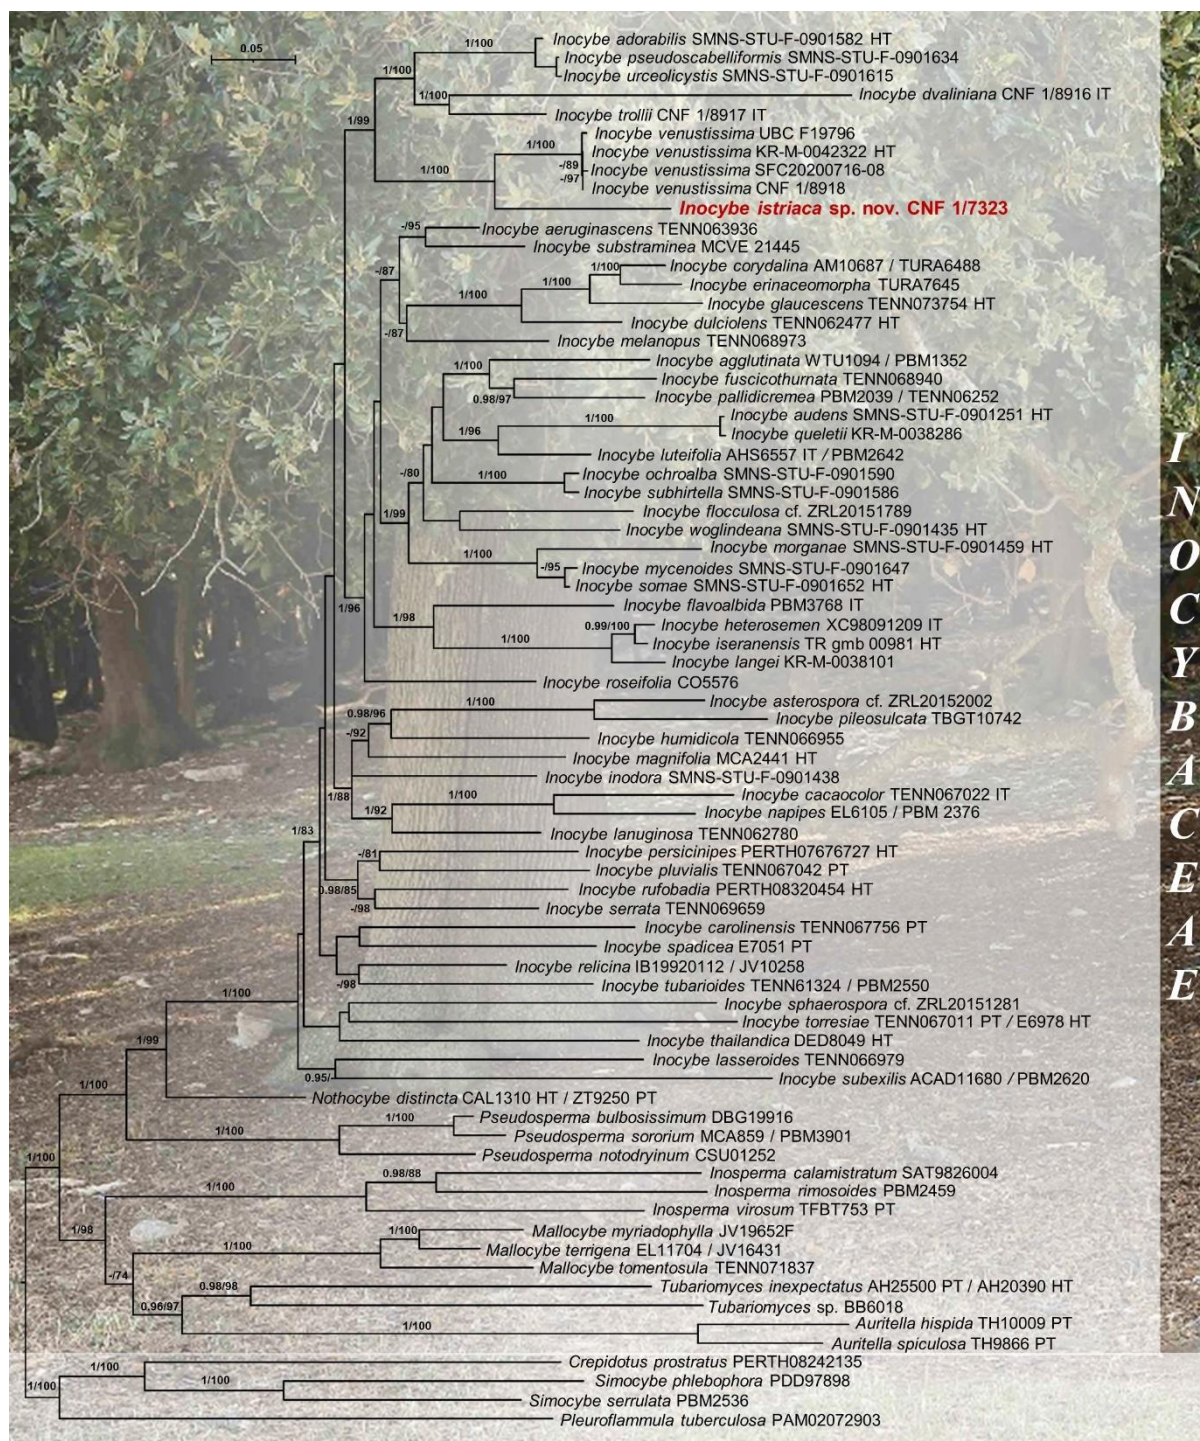 0.05
1/100
Inocybe adorabilis SMNS-STU-F-0901582 HT
Inocybe pseudoscabelliformis SMNS-STU-F-0901634
1/100
Inocybe urceolicystis SMNS-STU-F-0901615
1/100
Inocybe dvaliniana CNF 1/8916 IT
Inocybe trollii CNF 1/8917 IT
1/99
Inocybe venustissima UBC F19796
1/100
Inocybe venustissima KR-M-0042322 HT
-/89
Inocybe venustissima SFC20200716-08
1/100
-/97
Inocybe venustissima CNF 1/8918
Inocybe istriaca sp. nov. CNF 1/7323
-/95
Inocybe aeruginascens TENN063936
Inocybe substraminea MCVE 21445
-/87
1/100
Inocybe corydalina AM10687 / TURA6488
1/100
Inocybe erinaceomorpha TURA7645
1/100
Inocybe glaucescens TENN073754 HT
Inocybe dulciolens TENN062477 HT
-/87
Inocybe melanopus TENN068973
1/100
Inocybe agglutinata WTU1094 / PBM1352
Inocybe fuscicothurnata TENN068940
0.98/97
Inocybe pallidicremea PBM2039 / TENN06252
1/100
Inocybe audens SMNS-STU-F-0901251 HT
1/96
Inocybe queletii KR-M-0038286
Inocybe luteifolia AHS6557 IT / PBM2642
-/80
1/100
Inocybe ochroalba SMNS-STU-F-0901590
Inocybe subhirtella SMNS-STU-F-0901586
1/99
Inocybe flocculosa cf. ZRL20151789
Inocybe woglindeana SMNS-STU-F-0901435 HT
1/100
Inocybe morganae SMNS-STU-F-0901459 HT
-/95
Inocybe mycenoides SMNS-STU-F-0901647
Inocybe somae SMNS-STU-F-0901652 HT
1/96
Inocybe flavoalbida PBM3768 IT
1/98
0.99/100
Inocybe heterosemen XC98091209 IT
1/100
Inocybe iseranensis TR gmb 00981 HT
Inocybe langei KR-M-0038101
Inocybe roseifolia CO5576
1/100
Inocybe asterospora cf. ZRL20152002
0.98/96
Inocybe pileosulcata TBGT10742
-/92
Inocybe humidicola TENN066955
Inocybe magnifolia MCA2441 HT
Inocybe inodora SMNS-STU-F-0901438
1/88
1/100
Inocybe cacaocolor TENN067022 IT
1/92
Inocybe napipes EL6105 / PBM 2376
1/83
Inocybe lanuginosa TENN062780
-/81
Inocybe persicinipes PERTH07676727 HT
Inocybe pluvialis TENN067042 PT
0.98/85
Inocybe rufobadia PERTH08320454 HT
-/98
Inocybe serrata TENN069659
Inocybe carolinensis TENN067756 PT
Inocybe spadicea E7051 PT
Inocybe relicina IB19920112 / JV10258
-/98
Inocybe tubarioides TENN61324 / PBM2550
1/100
Inocybe sphaerospora cf. ZRL20151281
Inocybe torresiae TENN067011 PT / E6978 HT
1/99
Inocybe thailandica DED8049 HT
Inocybe lasseroides TENN066979
0.95/-
Inocybe subexilis ACAD11680 / PBM2620
1/100
Nothocybe distincta CAL1310 HT / ZT9250 PT
1/100
Pseudosperma bulbosissimum DBG19916
1/100
Pseudosperma sororium MCA859 / PBM3901
Pseudosperma notodryinum CSU01252
1/100
0.98/88
Inosperma calamistratum SAT9826004
1/100
Inosperma rimosoides PBM2459
Inosperma virosum TFBT753 PT
1/98
1/100
Mallocybe myriadophylla JV19652F
1/100
Mallocybe terrigena EL11704 / JV16431
Mallocybe tomentosula TENN071837
-/74
0.98/98
Tubariomyces inexpectatus AH25500 PT / AH20390 HT
0.96/97
Tubariomyces sp. BB6018
1/100
Auritella hispida TH10009 PT
Auritella spiculosa TH9866 PT
1/100
Crepidotus prostratus PERTH08242135
1/100
1/100
Simocybe phlebophora PDD97898
Simocybe serrulata PBM2536
Pleuroflammula tuberculosa PAM02072903
INOCYBACEAE